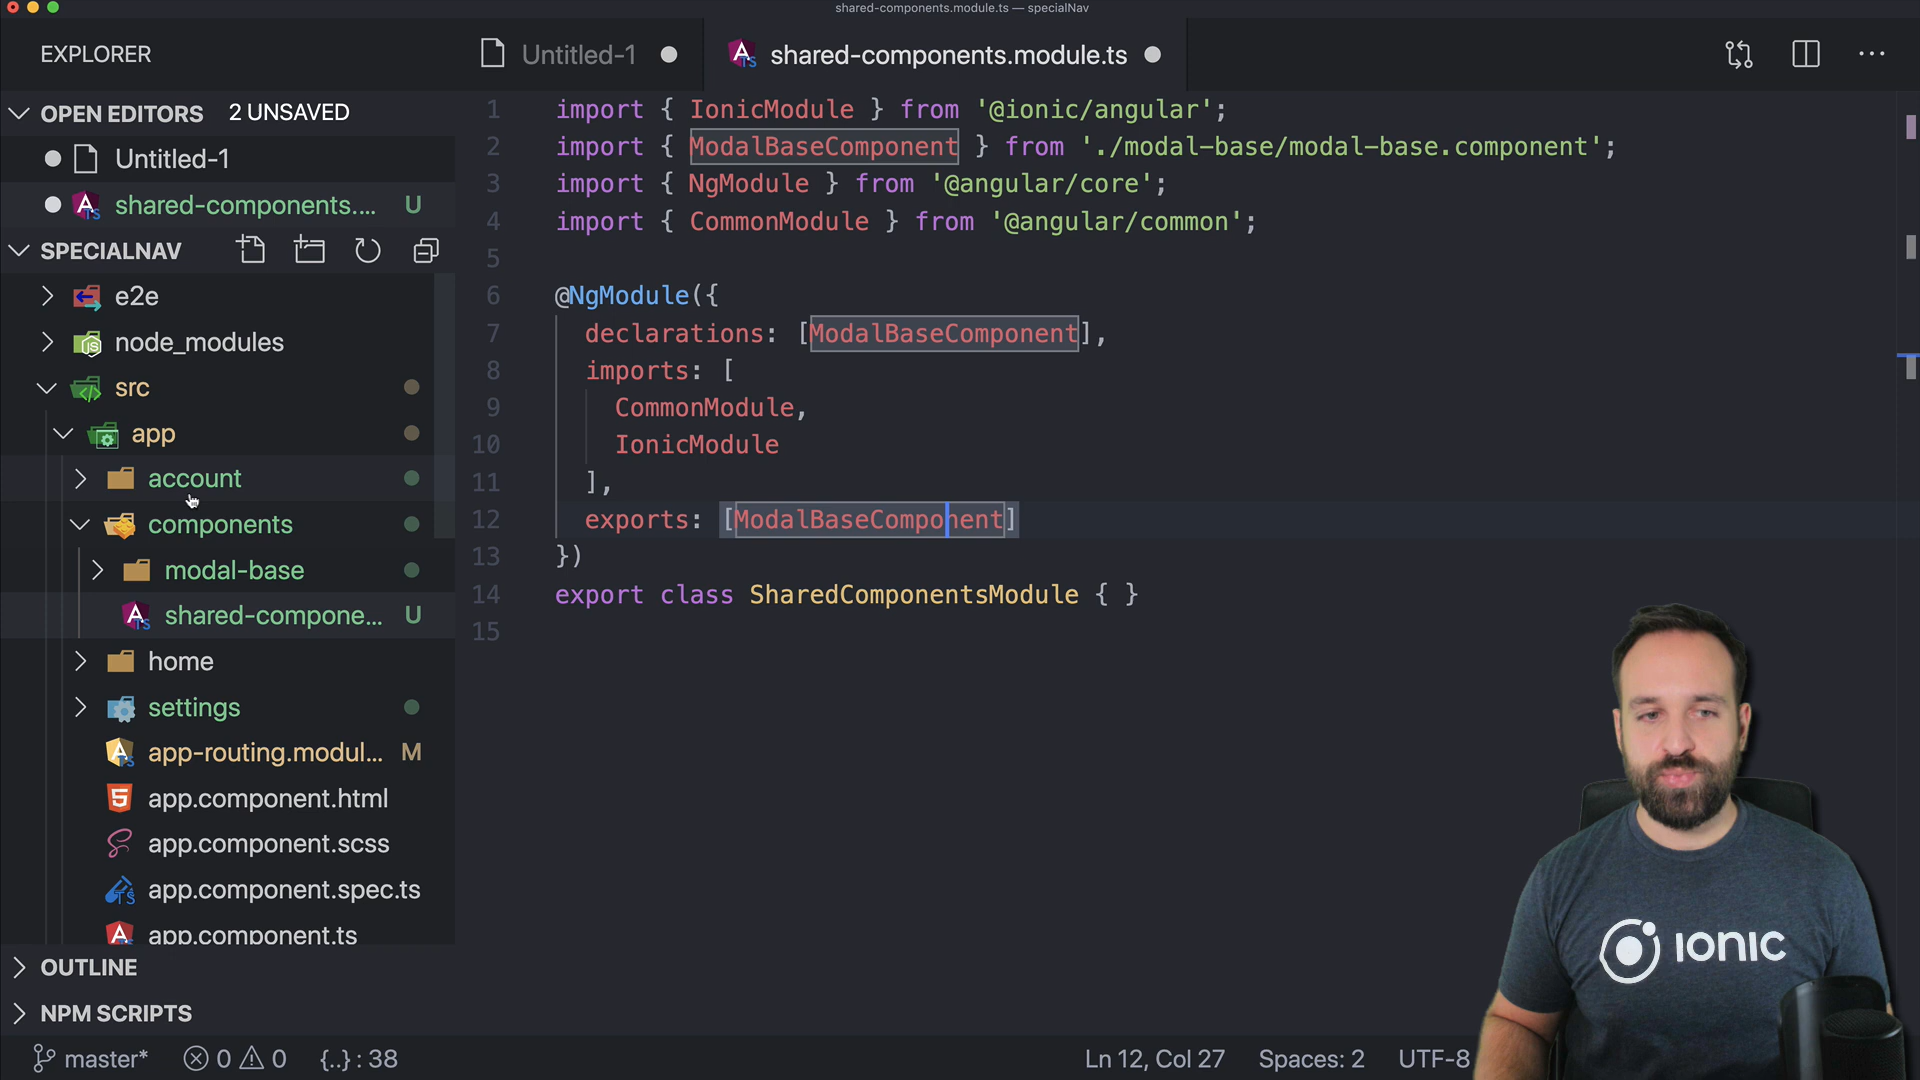 shared-components.module.ts — specialNav
EXPLORER
Untitled-1
shared-components.module.ts
OPEN EDITORS 2 UNSAVED
Untitled-1
shared-components.... U
SPECIALNAV
e2e
node_modules
src
app
account
components
modal-base
shared-compone... U
home
settings
app-routing.modul... M
app.component.html
app.component.scss
app.component.spec.ts
app.component.ts
OUTLINE
NPM SCRIPTS
1 import { IonicModule } from '@ionic/angular';
2 import { ModalBaseComponent } from './modal-base/modal-base.component';
3 import { NgModule } from '@angular/core';
4 import { CommonModule } from '@angular/common';
5
6 @NgModule({
7 declarations: [ModalBaseComponent],
8 imports: [
9 CommonModule,
10 IonicModule
11 ],
12 exports: [ModalBaseComponent]
13 })
14 export class SharedComponentsModule { }
15
IONIC
master* 0 0 {..} : 38 Ln 12, Col 27 Spaces: 2 UTF-8